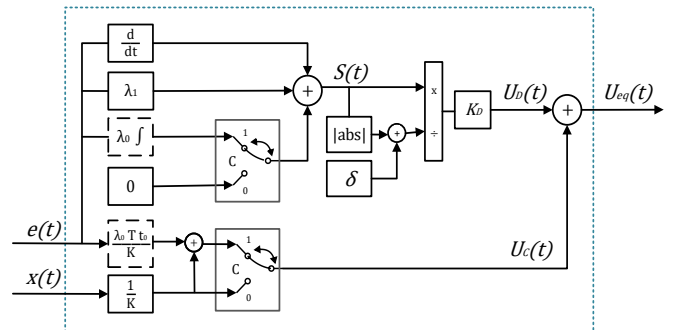 d
dt
λ₁
λ₀ ∫
0
1
C
0
+
S(t)
|abs|
δ
+
x
÷
K_D
U_D(t)
+
U_eq(t)
e(t)
λ₀ T t₀
K
+
1
C
0
U_C(t)
x(t)
1
K